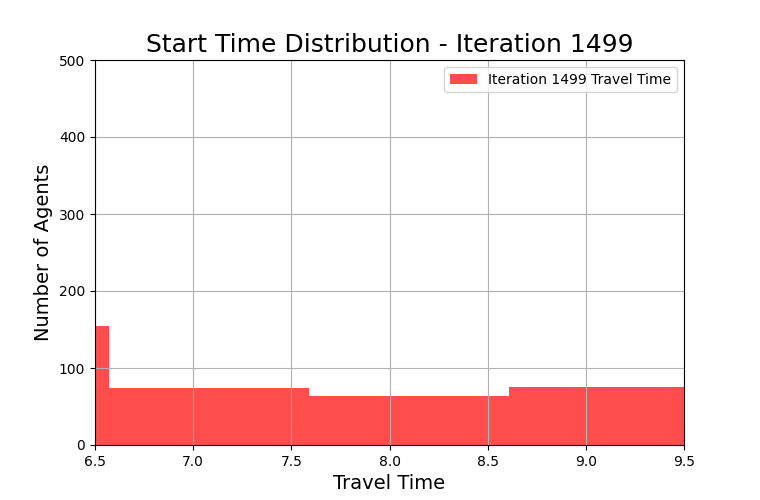 Start Time Distribution - Iteration 1499
Iteration 1499 Travel Time
Number of Agents
500
400
300
200
100
0
6.5 7.0 7.5 8.0 8.5 9.0 9.5
Travel Time